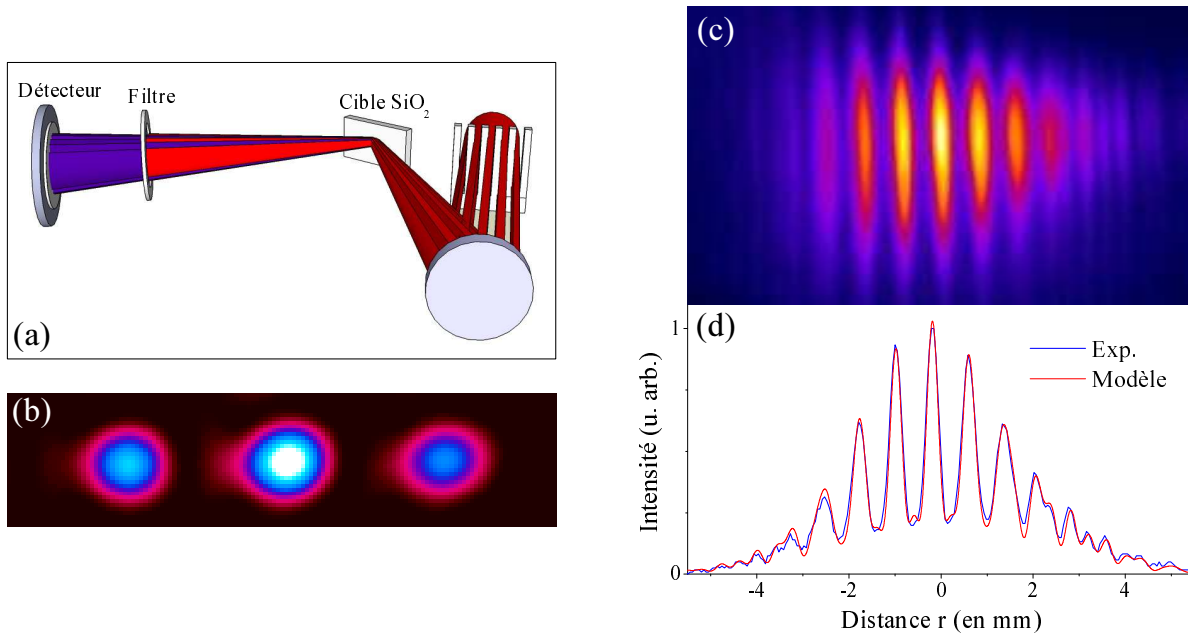 Détecteur
Filtre
Cible SiO2
(a)
(b)
(c)
(d)
1
Exp.
Modèle
Intensité (u. arb.)
0
-4 -2 0 2 4
Distance r (en mm)